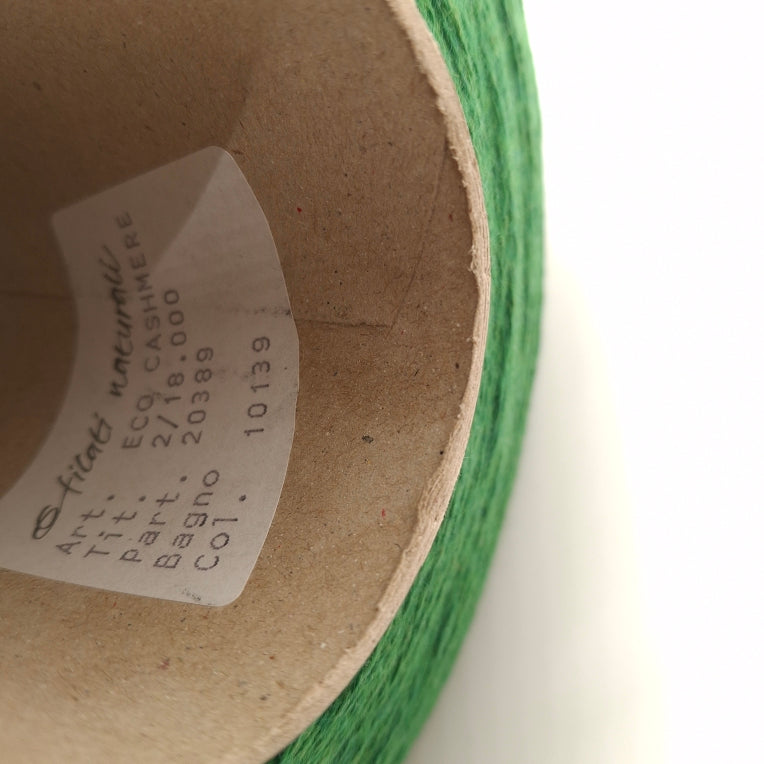 filati naturali
Art. ECO CASHMERE
Tit. 2/18.000
part. 20389
Bagno
Col. 10139